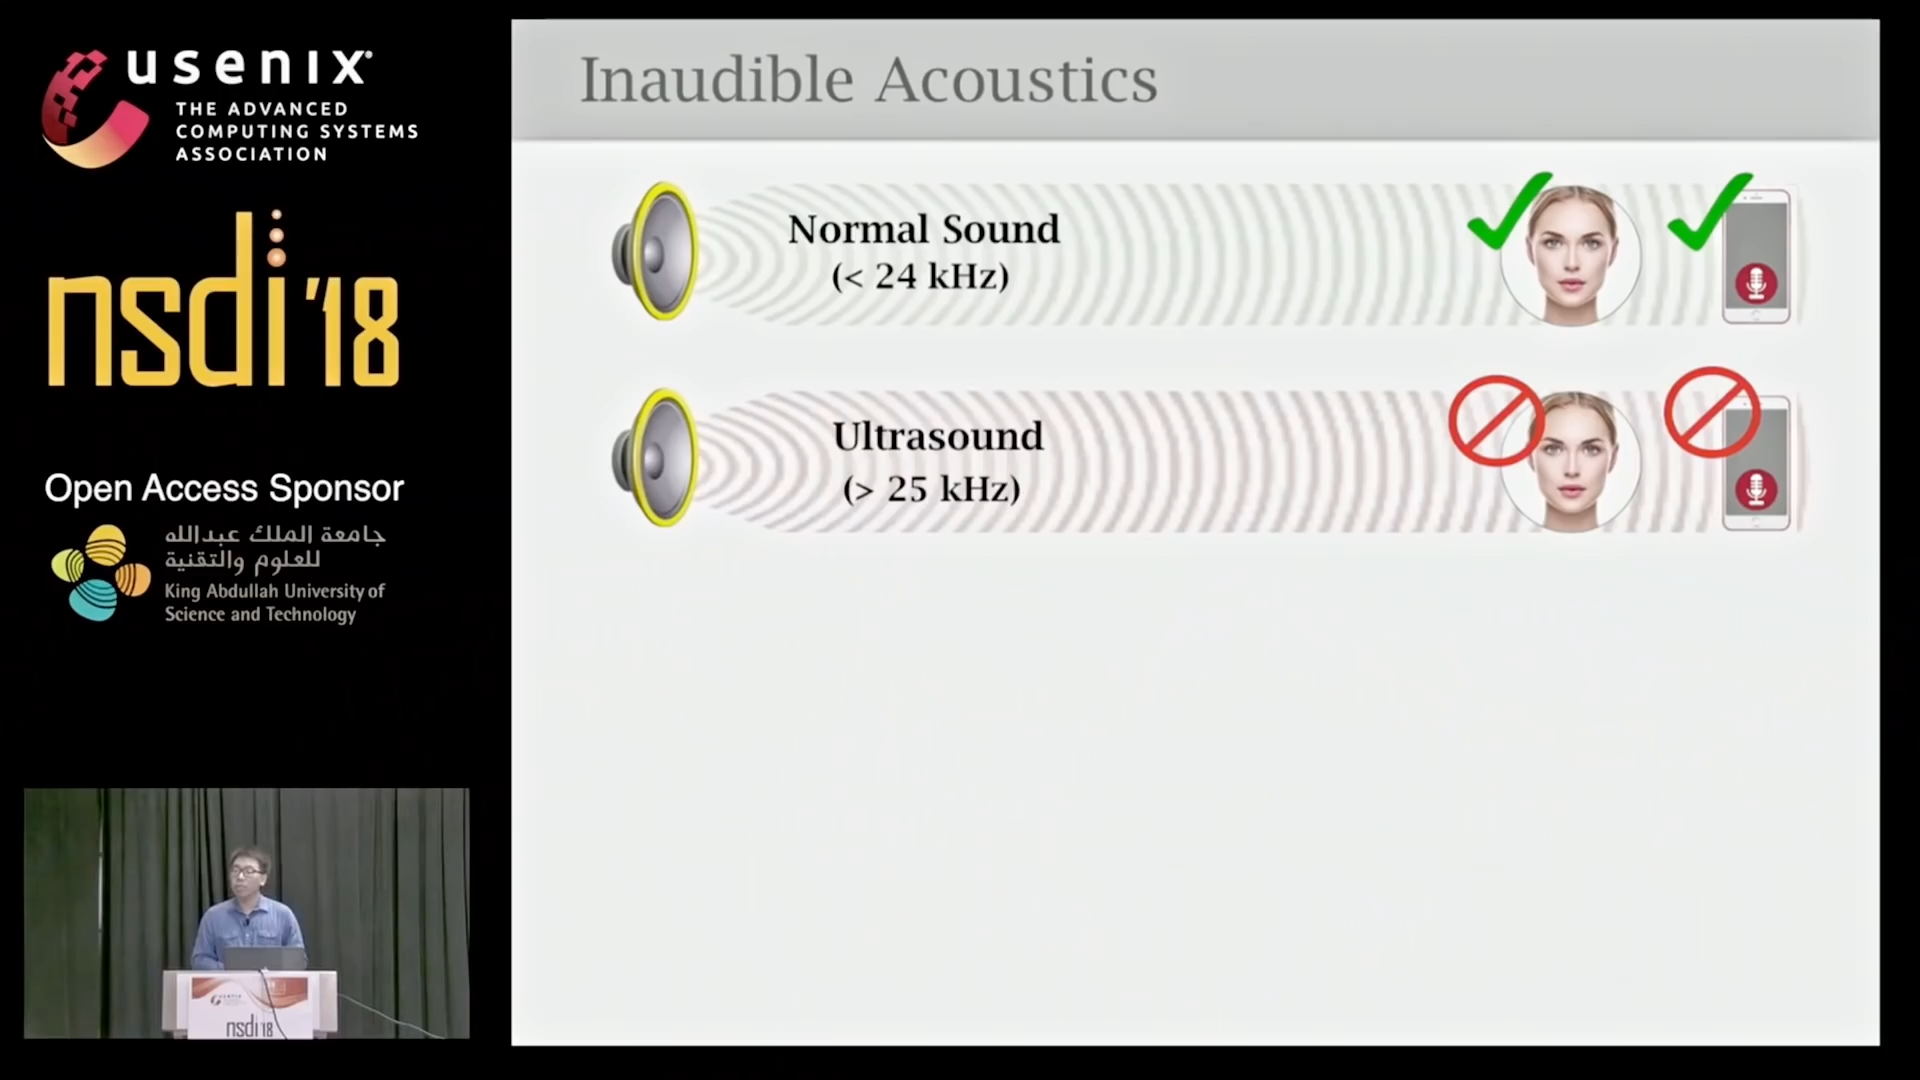 usenix®
THE ADVANCED
COMPUTING SYSTEMS
ASSOCIATION
nsdi '18
Open Access Sponsor
جامعة الملك عبدالله
للعلوم والتقنية
King Abdullah University of
Science and Technology
Inaudible Acoustics
Normal Sound
(< 24 kHz)
Ultrasound
(> 25 kHz)
usenix
nsdi 18